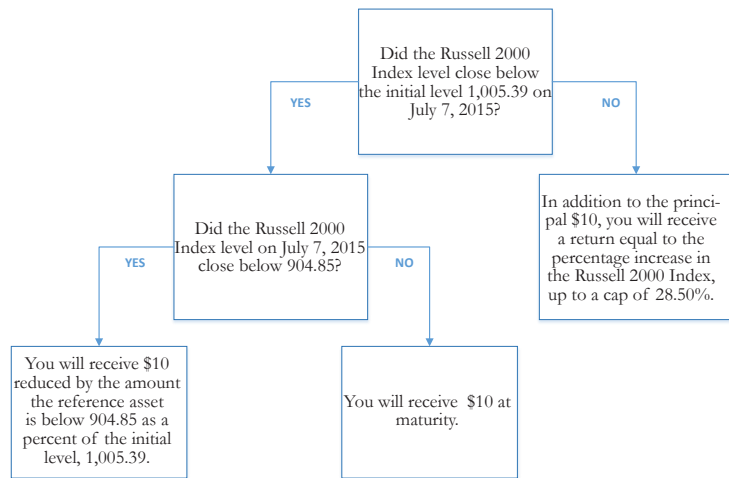 Did the Russell 2000
Index level close below
the initial level 1,005.39 on
July 7, 2015?
YES
NO
Did the Russell 2000
Index level on July 7, 2015
close below 904.85?
In addition to the princi-
pal $10, you will receive
a return equal to the
percentage increase in
the Russell 2000 Index,
up to a cap of 28.50%.
YES
NO
You will receive $10
reduced by the amount
the reference asset
is below 904.85 as a
percent of the initial
level, 1,005.39.
You will receive $10 at
maturity.